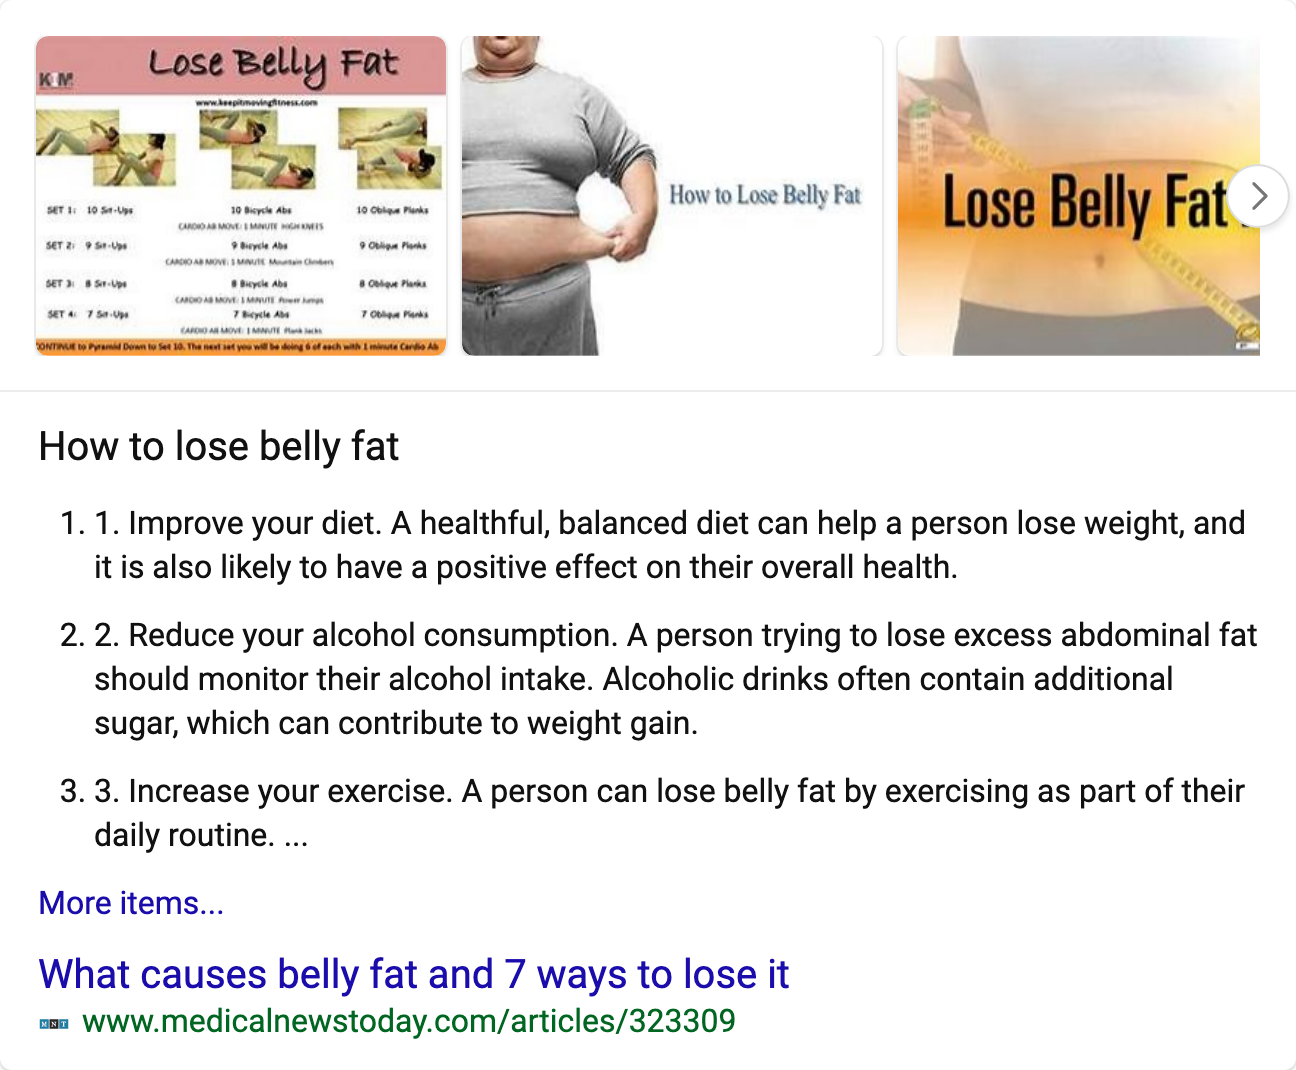 Lose Belly Fat
KIM
www.keepitmovingfitness.com
SET 1: 10 Sit-Ups 10 Bicycle Abs 10 Oblique Planks
CARDIO AB MOVE: 1 MINUTE HIGH KNEES
SET 2: 9 Sit-Ups 9 Bicycle Abs 9 Oblique Planks
CARDIO AB MOVE: 1 MINUTE Mountain Climbers
SET 3: 8 Sit-Ups 8 Bicycle Abs 8 Oblique Planks
CARDIO AB MOVE: 1 MINUTE Power Jumps
SET 4: 7 Sit-Ups 7 Bicycle Abs 7 Oblique Planks
CARDIO AB MOVE: 1 MINUTE Plank Jacks
CONTINUE to Pyramid Down to Set 10. The next set you will be doing 6 of each with 1 minute Cardio Ab
How to Lose Belly Fat
Lose Belly Fat
How to lose belly fat
1. 1. Improve your diet. A healthful, balanced diet can help a person lose weight, and
it is also likely to have a positive effect on their overall health.
2. 2. Reduce your alcohol consumption. A person trying to lose excess abdominal fat
should monitor their alcohol intake. Alcoholic drinks often contain additional
sugar, which can contribute to weight gain.
3. 3. Increase your exercise. A person can lose belly fat by exercising as part of their
daily routine. ...
More items...
What causes belly fat and 7 ways to lose it
MNT www.medicalnewstoday.com/articles/323309